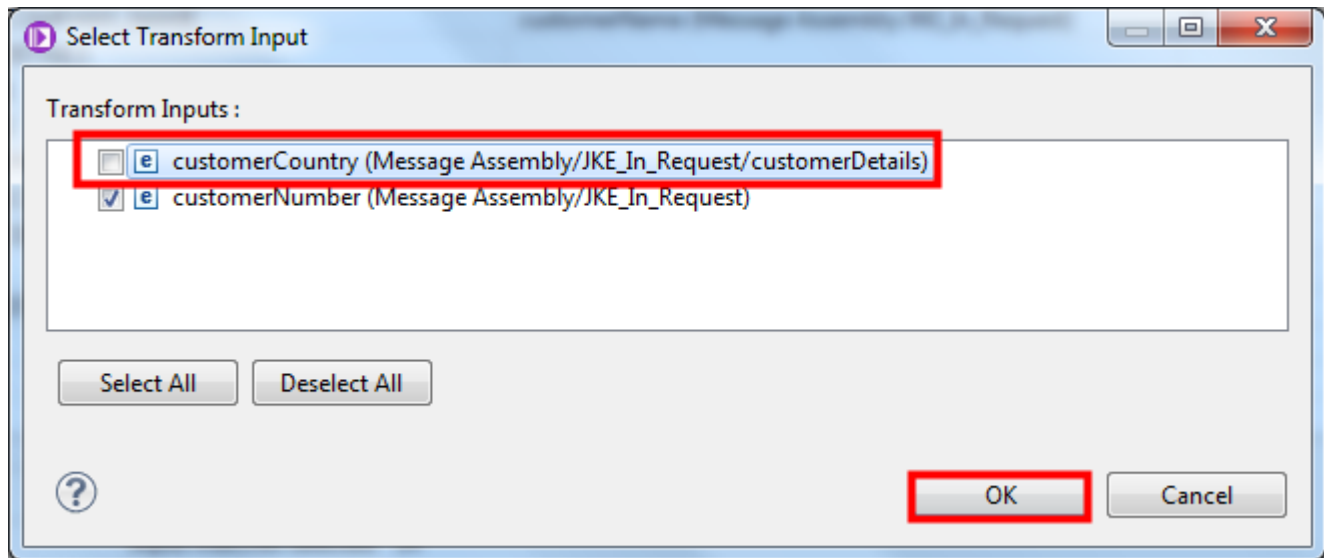 Select Transform Input
Transform Inputs :
e customerCountry (Message Assembly/JKE_In_Request/customerDetails)
e customerNumber (Message Assembly/JKE_In_Request)
Select All Deselect All
? OK Cancel